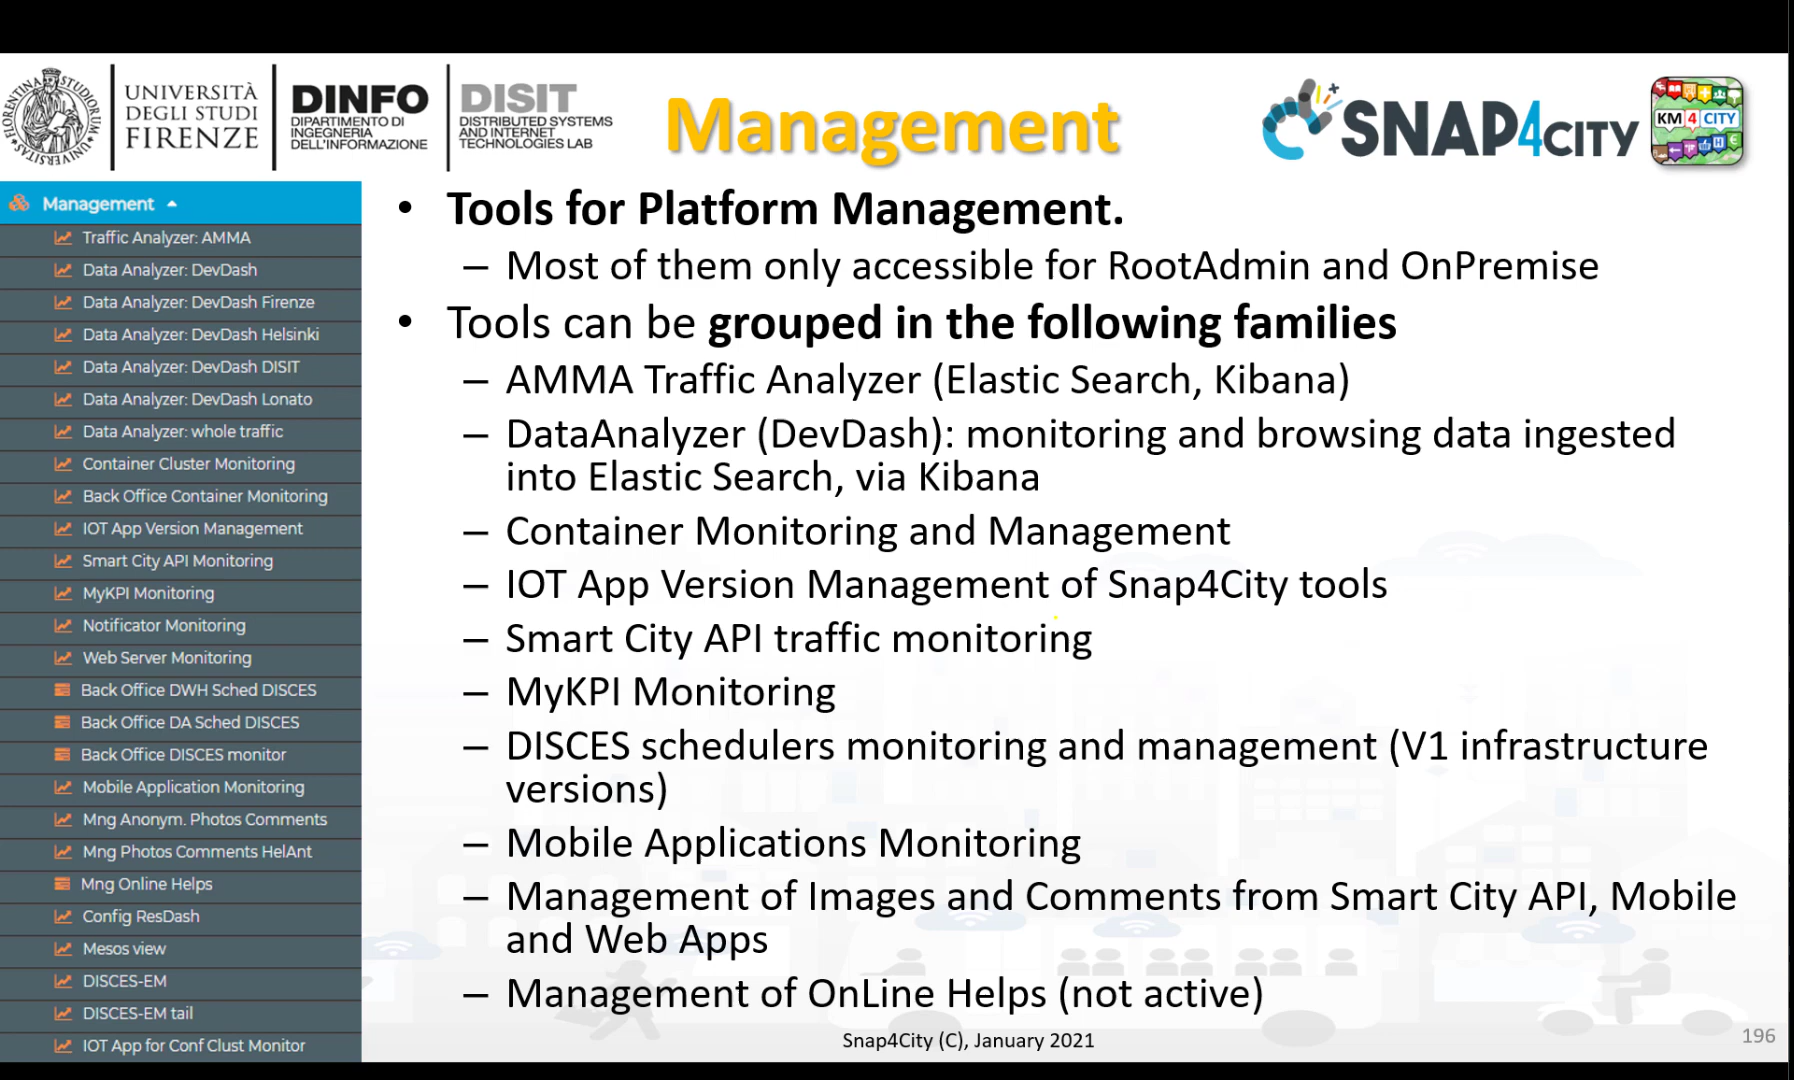 UNIVERSITÀ
DEGLI STUDI
FIRENZE
DINFO
DIPARTIMENTO DI
INGEGNERIA
DELL'INFORMAZIONE
DISIT
DISTRIBUTED SYSTEMS
AND INTERNET
TECHNOLOGIES LAB
Management
SNAP4CITY
KM 4 CITY
Management
Traffic Analyzer: AMMA
Data Analyzer: DevDash
Data Analyzer: DevDash Firenze
Data Analyzer: DevDash Helsinki
Data Analyzer: DevDash DISIT
Data Analyzer: DevDash Lonato
Data Analyzer: whole traffic
Container Cluster Monitoring
Back Office Container Monitoring
IOT App Version Management
Smart City API Monitoring
MyKPI Monitoring
Notificator Monitoring
Web Server Monitoring
Back Office DWH Sched DISCES
Back Office DA Sched DISCES
Back Office DISCES monitor
Mobile Application Monitoring
Mng Anonym. Photos Comments
Mng Photos Comments HelAnt
Mng Online Helps
Config ResDash
Mesos view
DISCES-EM
DISCES-EM tail
IOT App for Conf Clust Monitor
• Tools for Platform Management.
– Most of them only accessible for RootAdmin and OnPremise
• Tools can be grouped in the following families
– AMMA Traffic Analyzer (Elastic Search, Kibana)
– DataAnalyzer (DevDash): monitoring and browsing data ingested
into Elastic Search, via Kibana
– Container Monitoring and Management
– IOT App Version Management of Snap4City tools
– Smart City API traffic monitoring
– MyKPI Monitoring
– DISCES schedulers monitoring and management (V1 infrastructure
versions)
– Mobile Applications Monitoring
– Management of Images and Comments from Smart City API, Mobile
and Web Apps
– Management of OnLine Helps (not active)
Snap4City (C), January 2021
196